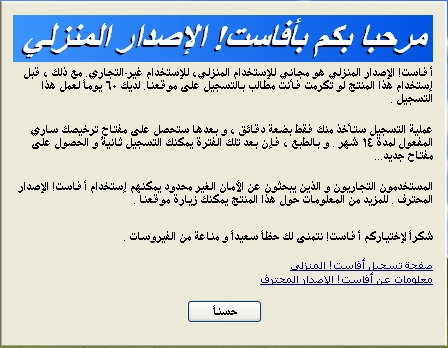 مرحبا بكم بأفاست! الإصدار المنزلي
أفاست! الإصدار المنزلي هو مجاني للإستخدام المنزلي، للإستخدام غير-التجاري. مع ذلك ، قبل
إستخدام هذا المنتج لو تكرمت فأنت مطالب بالتسجيل على موقعنا. لديك ٦٠ يوماً لعمل هذا
التسجيل .
عملية التسجيل ستأخذ منك فقط بضعة دقائق ، و بعدها ستحصل على مفتاح ترخيصك ساري
المفعول لمدة ١٤ شهر . و بالطبع ، فإن بعد تلك الفترة يمكنك التسجيل ثانية و الحصول على
مفتاح جديد...
المستخدمون التجاريون و الذين يبحثون عن الأمان الغير محدود يمكنهم إستخدام أفاست! الإصدار
المحترف . للمزيد من المعلومات حول هذا المنتج يمكنك زيارة موقعنا .
شكراً لإختياركم أفاست! نتمنى لك حظاً سعيداً و مناعة من الفيروسات .
صفحة تسجيل أفاست! المنزلي
معلومات عن أفاست! الإصدار المحترف
حسناً